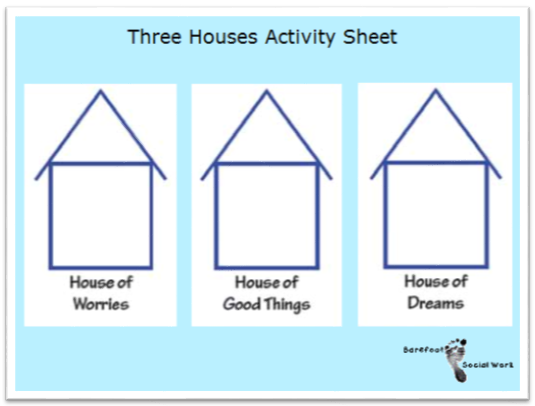 Three Houses Activity Sheet
House of
Worries
House of
Good Things
House of
Dreams
Barefoot
Social Work